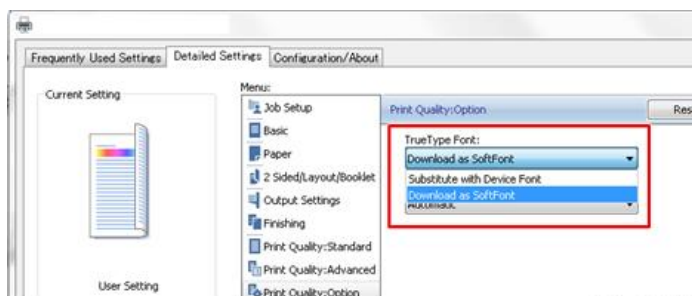 Frequently Used Settings Detailed Settings Configuration/About
Current Setting
Menu:
Job Setup
Basic
Paper
2 Sided/Layout/Booklet
Output Settings
Finishing
Print Quality:Standard
Print Quality:Advanced
Print Quality:Option
Print Quality:Option
TrueType Font:
Download as SoftFont
Substitute with Device Font
Download as SoftFont
Automatic
User Setting